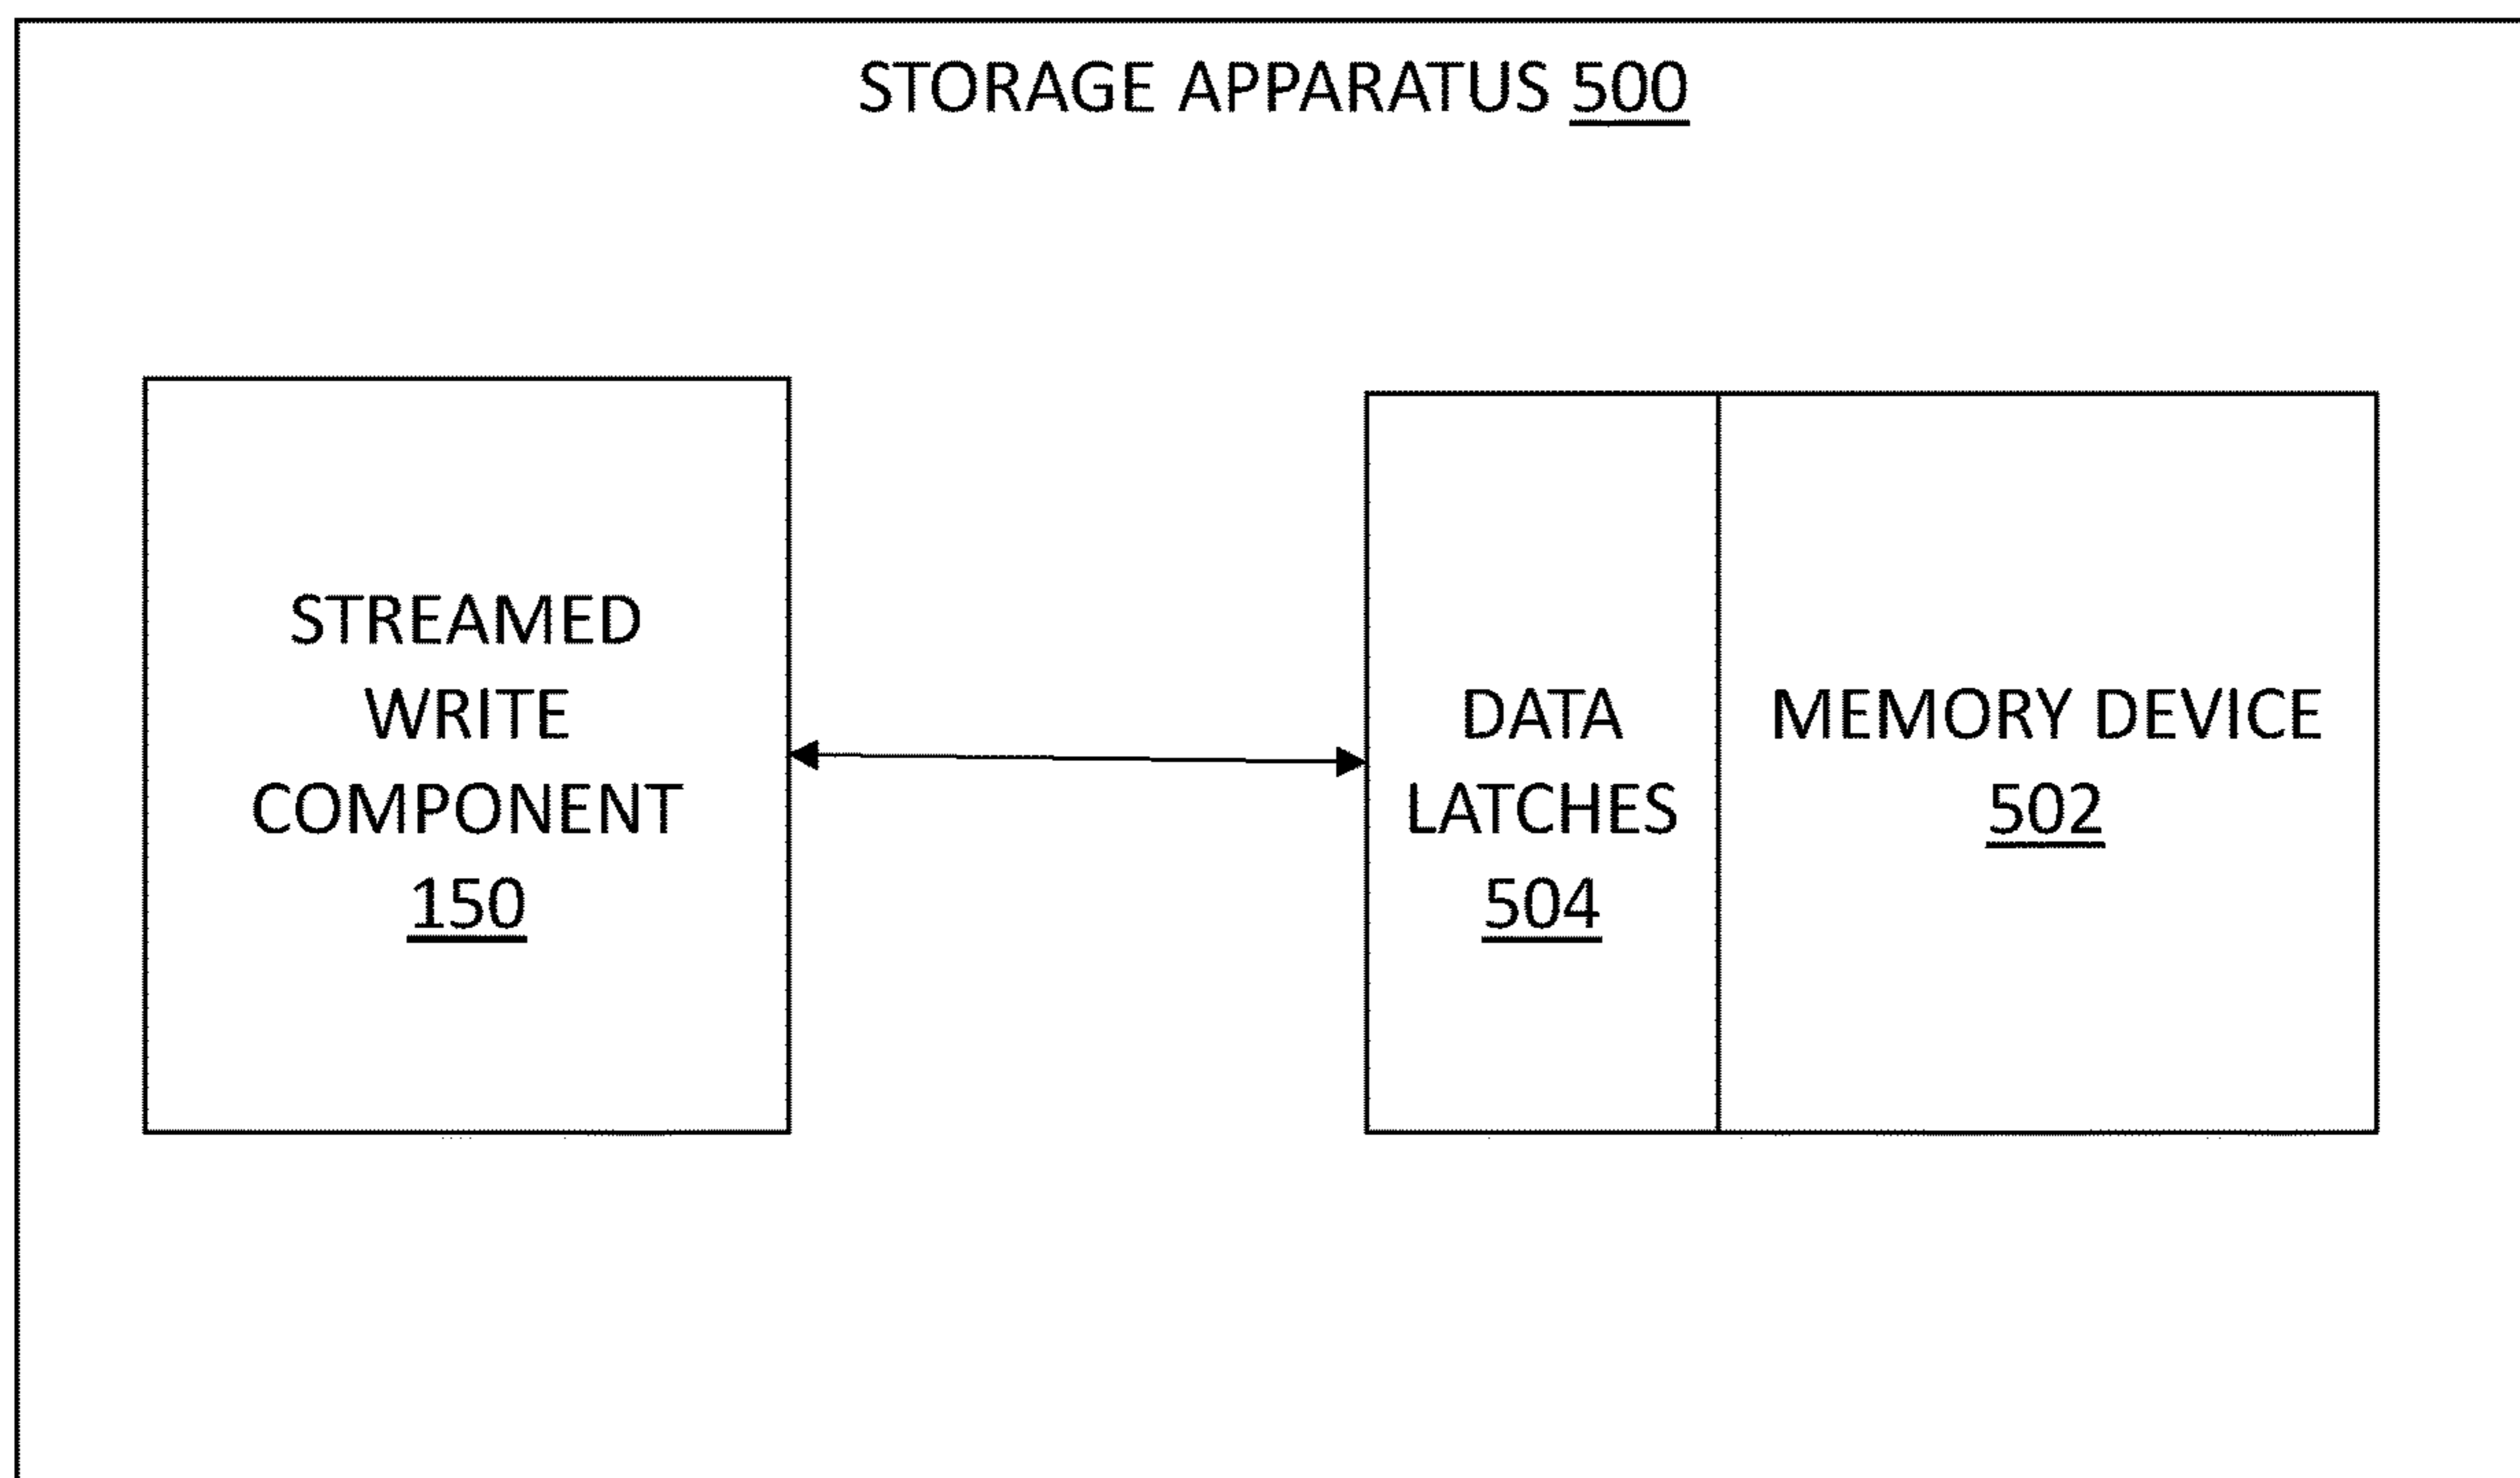 STORAGE APPARATUS 500
STREAMED
WRITE
COMPONENT
150
DATA
LATCHES
504
MEMORY DEVICE
502